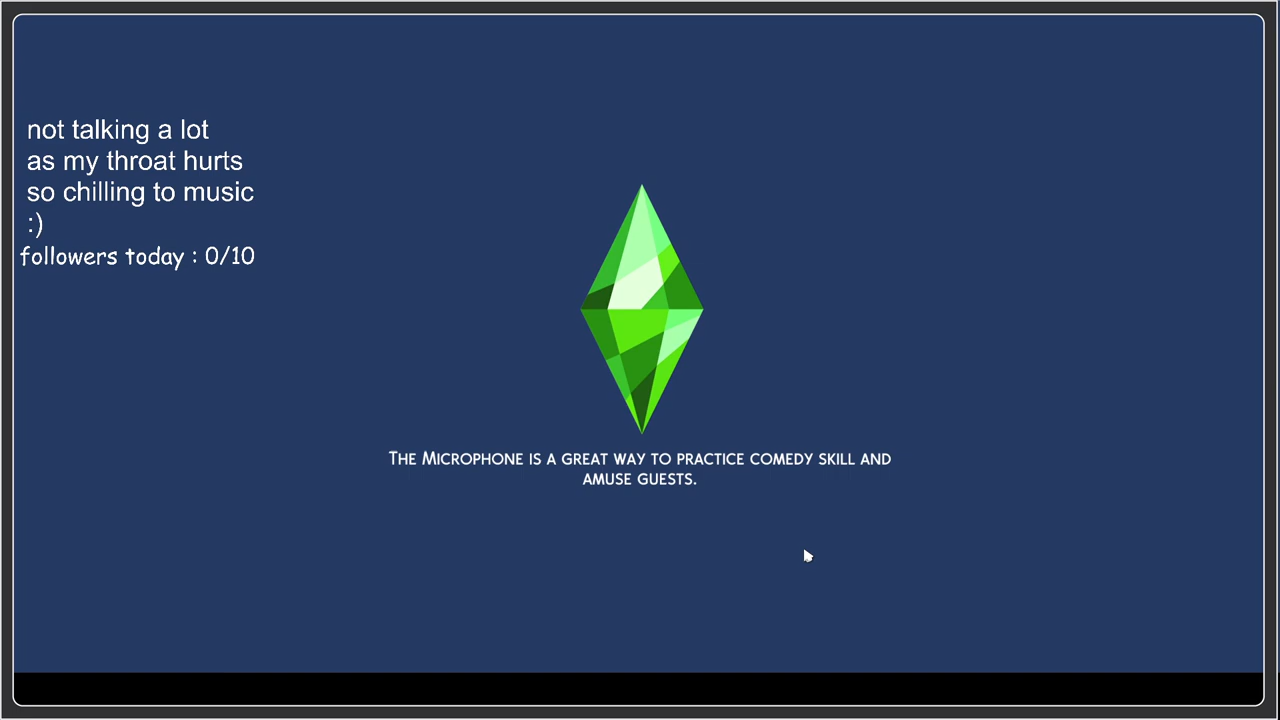 not talking a lot
as my throat hurts
so chilling to music
:)
followers today : 0/10
The Microphone is a great way to practice comedy skill and
amuse guests.